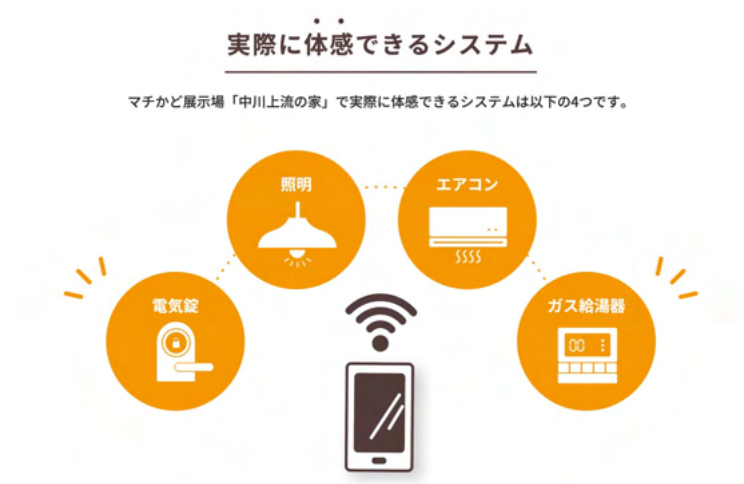 実際に体感できるシステム
マチかど展示場「中川上流の家」で実際に体感できるシステムは以下の4つです。
照明
エアコン
電気錠
ガス給湯器
00